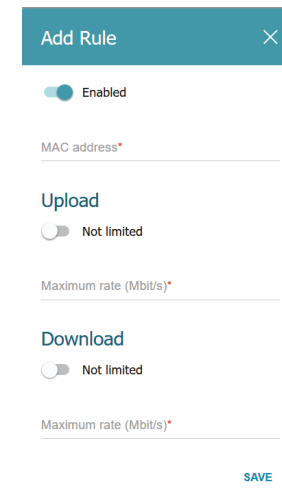 Add Rule
Enabled
MAC address*
Upload
Not limited
Maximum rate (Mbit/s)*
Download
Not limited
Maximum rate (Mbit/s)*
SAVE